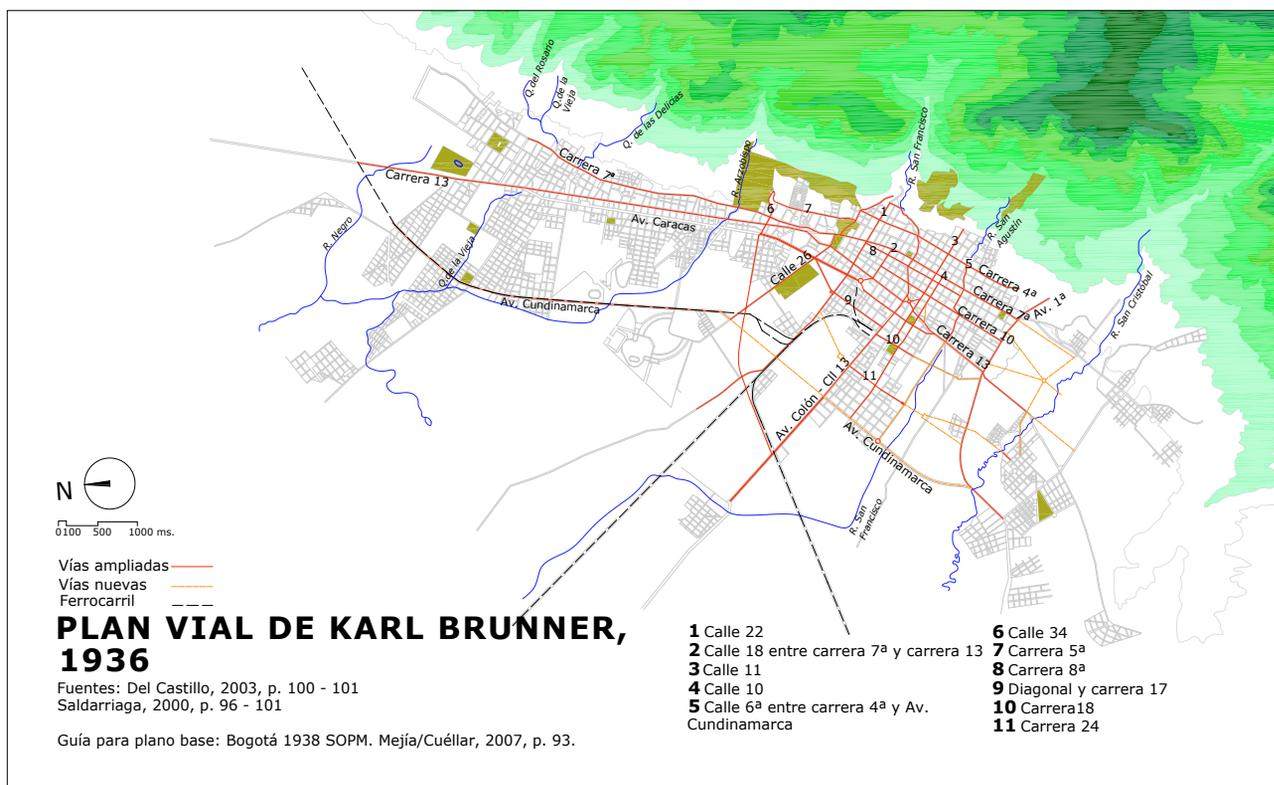 Q.del Rosario
Q.de la
Vieja
Q. de las Delicias
R. Arzobispo
R. San Francisco
Carrera 7ª
Carrera 13
Av. Caracas
R. Negro
Q.de la Vieja
Av. Cundinamarca
Calle 26
6
7
1
8
2
3
5
4
9
10
11
R. San
Agustín
Carrera 4ª
Carrera 7ª
Av. 1ª
Carrera 10
Carrera 13
R. San Cristobal
Av. Colón - Cll 13
Av. Cundinamarca
R. San
Francisco
N
0 100 500 1000 ms.
Vías ampliadas
Vías nuevas
Ferrocarril
PLAN VIAL DE KARL BRUNNER,
1936
Fuentes: Del Castillo, 2003, p. 100 - 101
Saldarriaga, 2000, p. 96 - 101
Guía para plano base: Bogotá 1938 SOPM. Mejía/Cuéllar, 2007, p. 93.
1 Calle 22
2 Calle 18 entre carrera 7ª y carrera 13
3 Calle 11
4 Calle 10
5 Calle 6ª entre carrera 4ª y Av.
Cundinamarca
6 Calle 34
7 Carrera 5ª
8 Carrera 8ª
9 Diagonal y carrera 17
10 Carrera18
11 Carrera 24